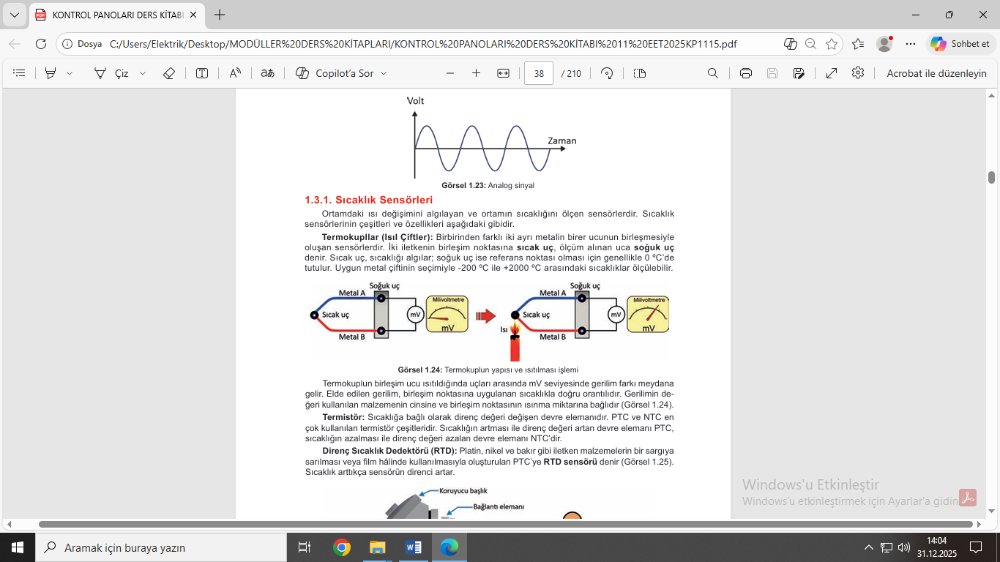 KONTROL PANOLARI DERS KİTABI
Dosya
C:/Users/Elektrik/Desktop/MODÜLLER%20DERS%20KİTAPLARI/KONTROL%20PANOLARI%20DERS%20KİTABI%2011%20EET2025KP1115.pdf
Sohbet et
Çiz
Copilot'a Sor
38 / 210
Acrobat ile düzenleyin
Volt
Zaman
Görsel 1.23: Analog sinyal
1.3.1. Sıcaklık Sensörleri
Ortamdaki ısı değişimini algılayan ve ortamın sıcaklığını ölçen sensörlerdir. Sıcaklık
sensörlerinin çeşitleri ve özellikleri aşağıdaki gibidir.
Termokupllar (Isıl Çiftler): Birbirinden farklı iki ayrı metalin birer ucunun birleşmesiyle
oluşan sensörlerdir. İki iletkenin birleşim noktasına sıcak uç, ölçüm alınan uca soğuk uç
denir. Sıcak uç, sıcaklığı algılar; soğuk uç ise referans noktası olması için genellikle 0 ºC'de
tutulur. Uygun metal çiftinin seçimiyle -200 ºC ile +2000 ºC arasındaki sıcaklıklar ölçülebilir.
Soğuk uç
Metal A
Sıcak uç
Metal B
mV
Milivoltmetre
mV
Soğuk uç
Metal A
Sıcak uç
Isı
Metal B
mV
Milivoltmetre
mV
Görsel 1.24: Termokuplun yapısı ve ısıtılması işlemi
Termokuplun birleşim ucu ısıtıldığında uçları arasında mV seviyesinde gerilim farkı meydana
gelir. Elde edilen gerilim, birleşim noktasına uygulanan sıcaklıkla doğru orantılıdır. Gerilimin de-
ğeri kullanılan malzemenin cinsine ve birleşim noktasının ısınma miktarına bağlıdır (Görsel 1.24).
Termistör: Sıcaklığa bağlı olarak direnç değeri değişen devre elemanıdır. PTC ve NTC en
çok kullanılan termistör çeşitleridir. Sıcaklığın artması ile direnç değeri artan devre elemanı PTC,
sıcaklığın azalması ile direnç değeri azalan devre elemanı NTC'dir.
Direnç Sıcaklık Dedektörü (RTD): Platin, nikel ve bakır gibi iletken malzemelerin bir sargıya
sarılması veya film hâlinde kullanılmasıyla oluşturulan PTC'ye RTD sensörü denir (Görsel 1.25).
Sıcaklık arttıkça sensörün direnci artar.
Koruyucu başlık
Bağlantı elemanı
Windows'u Etkinleştir
Windows'u etkinleştirmek için Ayarlar'a gidin
Aramak için buraya yazın
14:04
31.12.2025